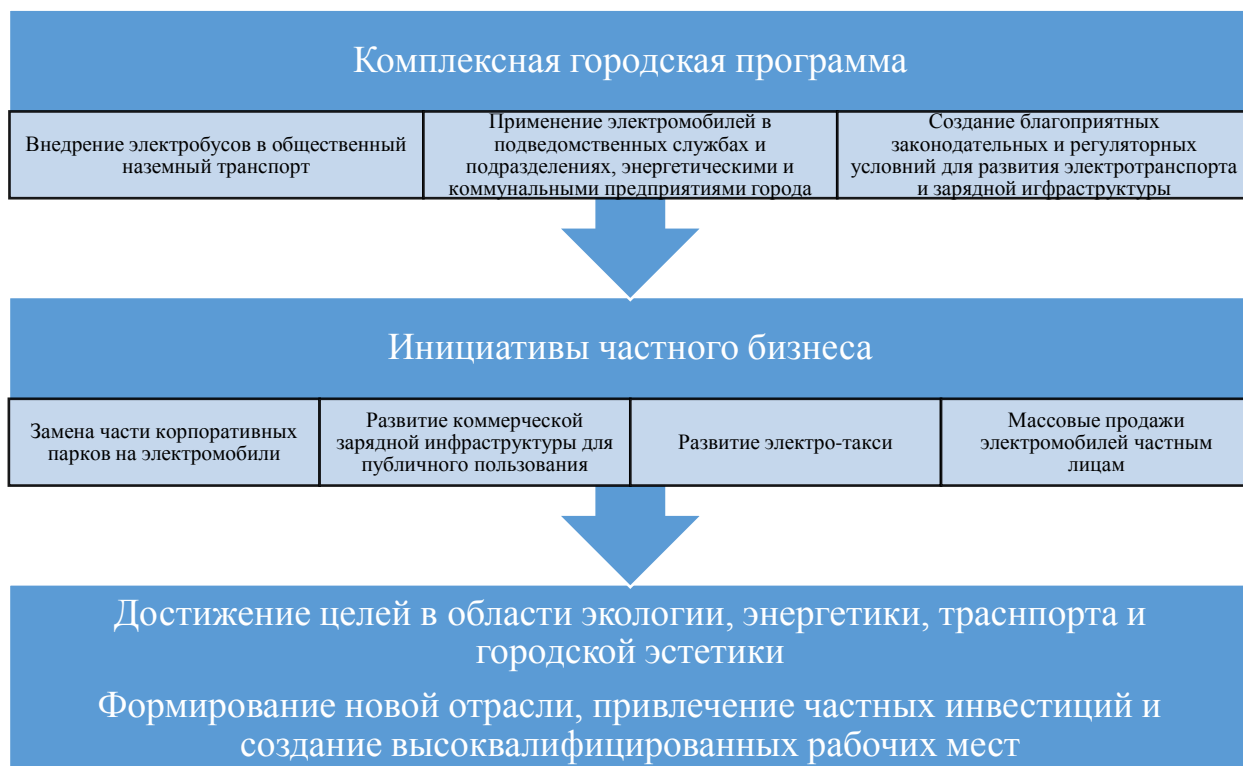 Комплексная городская программа
Внедрение электробусов в общественный
наземный транспорт
Применение электромобилей в
подведомственных службах и
подразделениях, энергетическими и
коммунальными предприятиями города
Создание благоприятных
законодательных и регуляторных
условий для развития электротранспорта
и зарядной игфраструктуры
Инициативы частного бизнеса
Замена части корпоративных
парков на электромобили
Развитие коммерческой
зарядной инфраструктуры для
публичного пользования
Развитие электро-такси
Массовые продажи
электромобилей частным
лицам
Достижение целей в области экологии, энергетики, траснпорта и
городской эстетики
Формирование новой отрасли, привлечение частных инвестиций и
создание высоквалифицированных рабочих мест